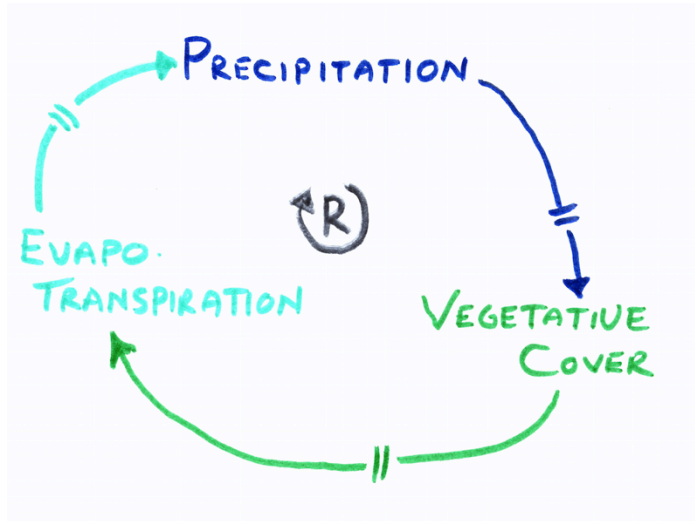 PRECIPITATION
R
EVAPO-
TRANSPIRATION
VEGETATIVE
COVER